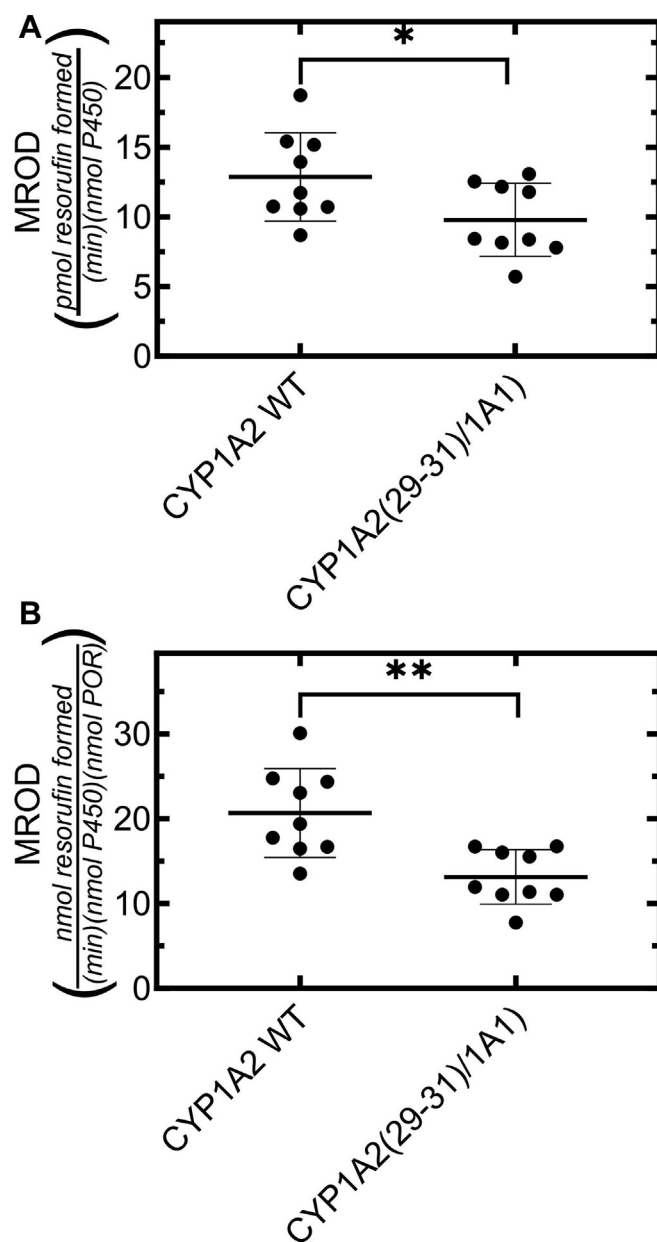 A
*
MROD
(pmol resorufin formed
(min)(nmol P450))
20
15
10
5
0
CYP1A2 WT
CYP1A2(29-31)/1A1)
B
**
MROD
(nmol resorufin formed
(min)(nmol P450)(nmol POR))
30
20
10
0
CYP1A2 WT
CYP1A2(29-31)/1A1)